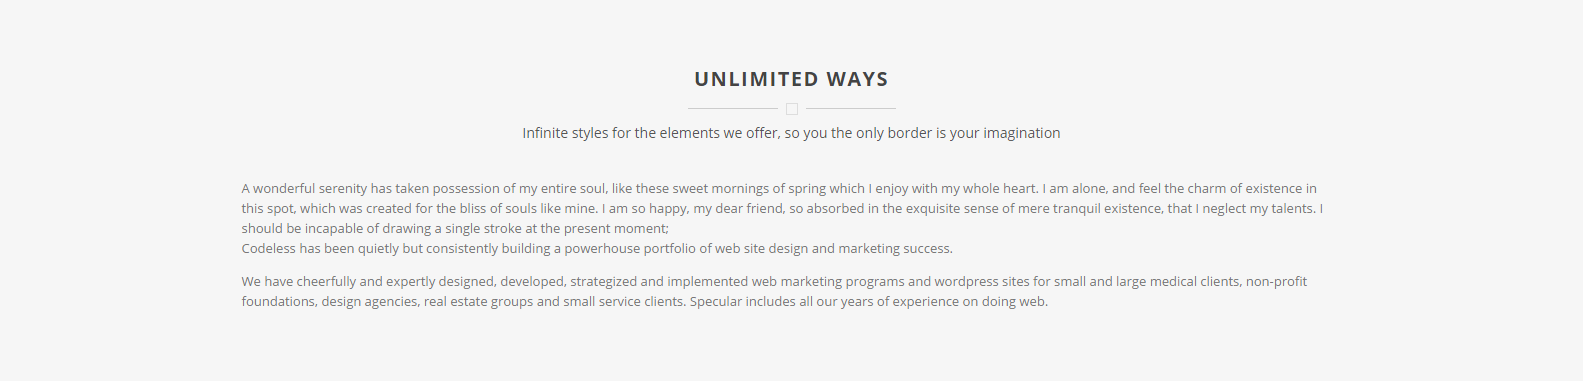 UNLIMITED WAYS
Infinite styles for the elements we offer, so you the only border is your imagination
A wonderful serenity has taken possession of my entire soul, like these sweet mornings of spring which I enjoy with my whole heart. I am alone, and feel the charm of existence in
this spot, which was created for the bliss of souls like mine. I am so happy, my dear friend, so absorbed in the exquisite sense of mere tranquil existence, that I neglect my talents. I
should be incapable of drawing a single stroke at the present moment;
Codeless has been quietly but consistently building a powerhouse portfolio of web site design and marketing success.
We have cheerfully and expertly designed, developed, strategized and implemented web marketing programs and wordpress sites for small and large medical clients, non-profit
foundations, design agencies, real estate groups and small service clients. Specular includes all our years of experience on doing web.